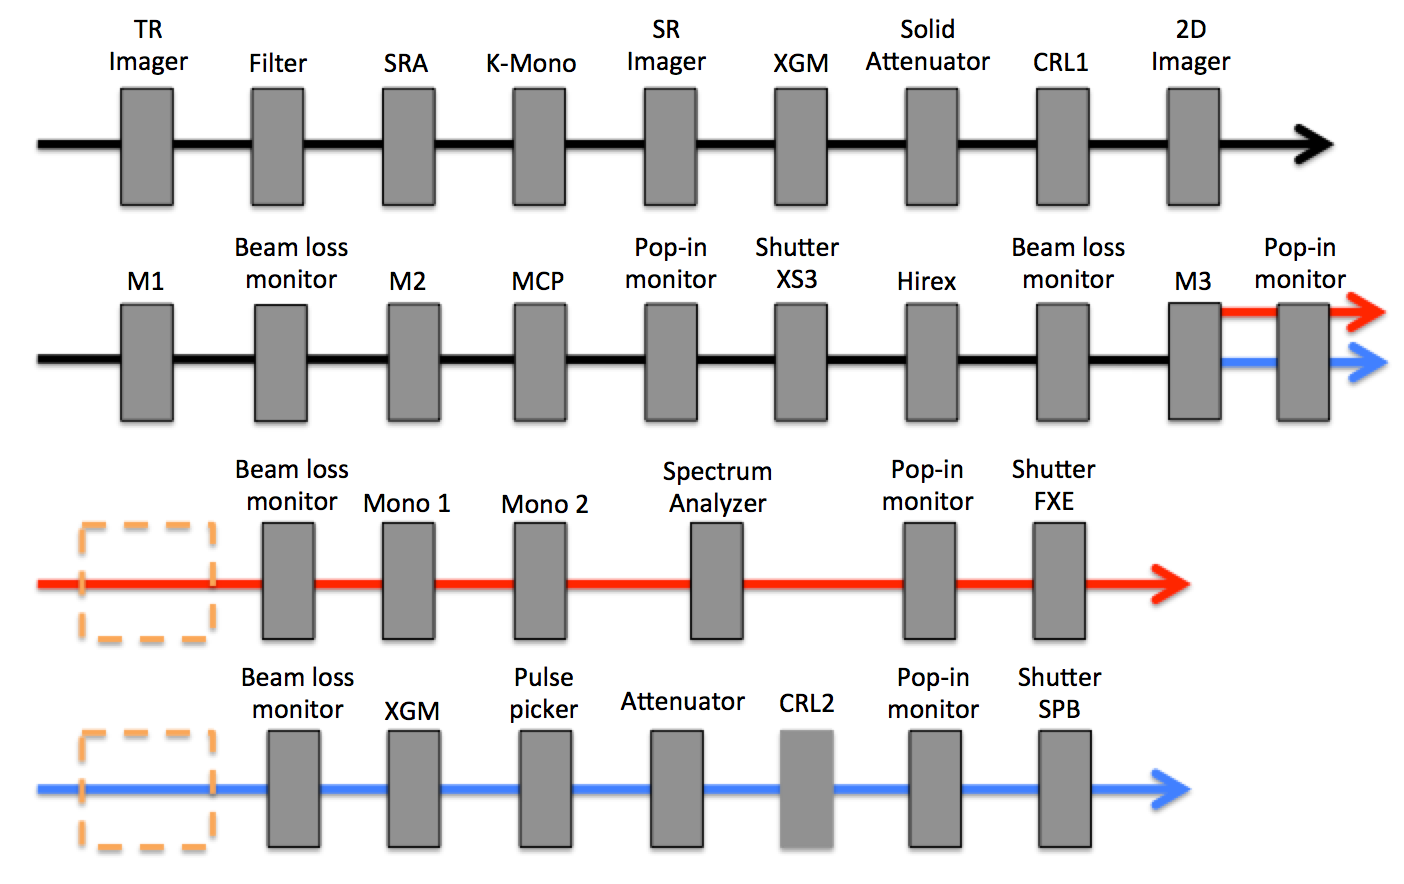 TR
Imager
Filter
SRA
K-Mono
SR
Imager
XGM
Solid
Attenuator
CRL1
2D
Imager
M1
Beam loss
monitor
M2
MCP
Pop-in
monitor
Shutter
XS3
Hirex
Beam loss
monitor
M3
Pop-in
monitor
Beam loss
monitor
Mono 1
Mono 2
Spectrum
Analyzer
Pop-in
monitor
Shutter
FXE
Beam loss
monitor
XGM
Pulse
picker
Attenuator
CRL2
Pop-in
monitor
Shutter
SPB